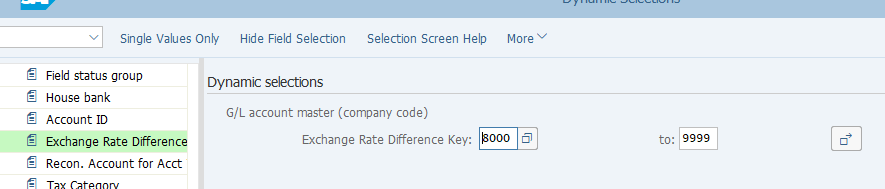 Dynamic Selections
Single Values Only Hide Field Selection Selection Screen Help More
Field status group
House bank
Account ID
Exchange Rate Difference
Recon. Account for Acct
Tax Category
Dynamic selections
G/L account master (company code)
Exchange Rate Difference Key: 8000 to: 9999